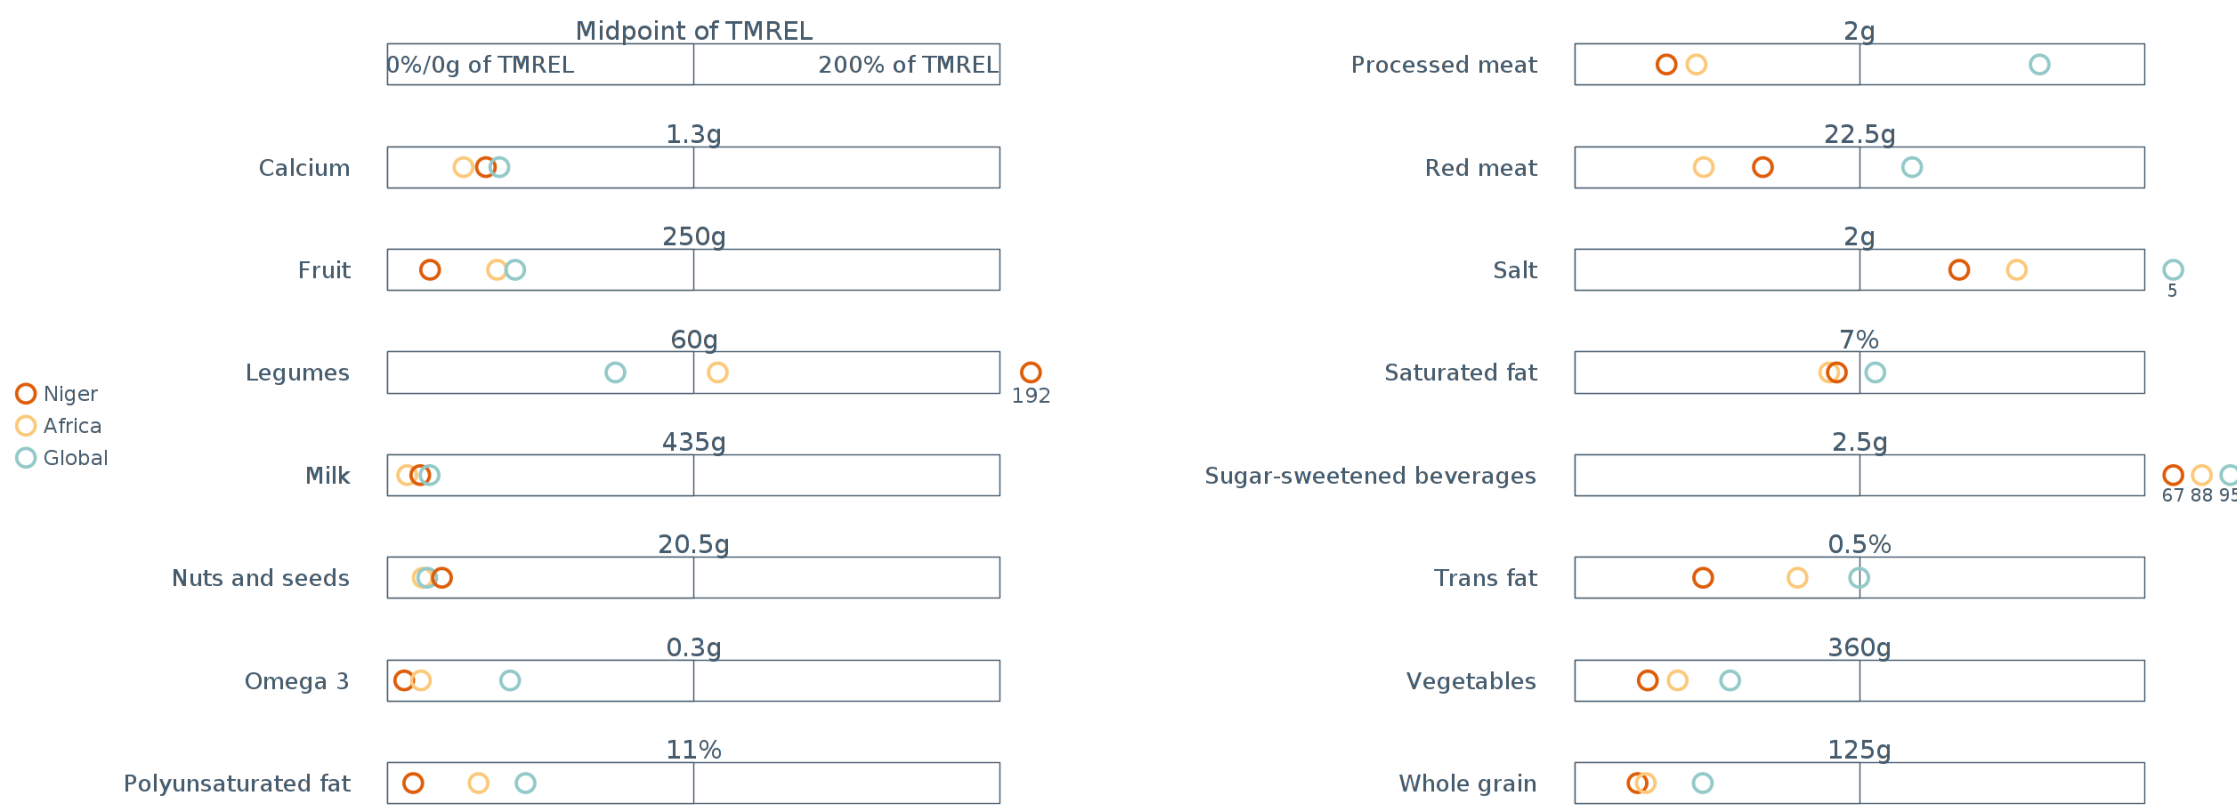 Midpoint of TMREL
0%/0g of TMREL 200% of TMREL
1.3g
Calcium
250g
Fruit
60g
Legumes
192
435g
Milk
20.5g
Nuts and seeds
0.3g
Omega 3
11%
Polyunsaturated fat
Niger
Africa
Global
2g
Processed meat
22.5g
Red meat
2g
Salt
5
7%
Saturated fat
2.5g
Sugar-sweetened beverages
67 88 95
0.5%
Trans fat
360g
Vegetables
125g
Whole grain